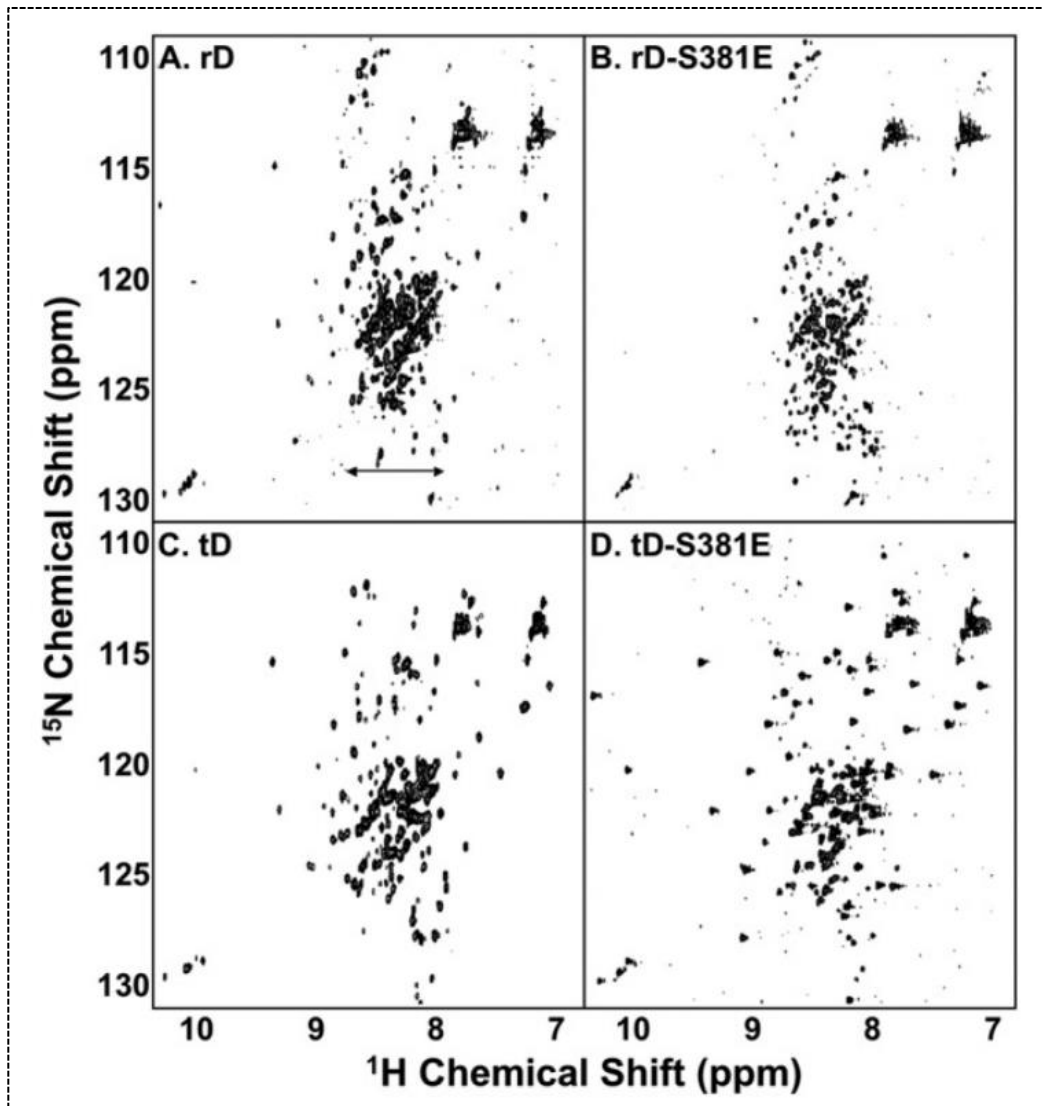 A. rD
B. rD-S381E
110
115
120
125
130
C. tD
D. tD-S381E
110
115
120
125
130
¹⁵N Chemical Shift (ppm)
10 9 8 7
10 9 8 7
¹H Chemical Shift (ppm)